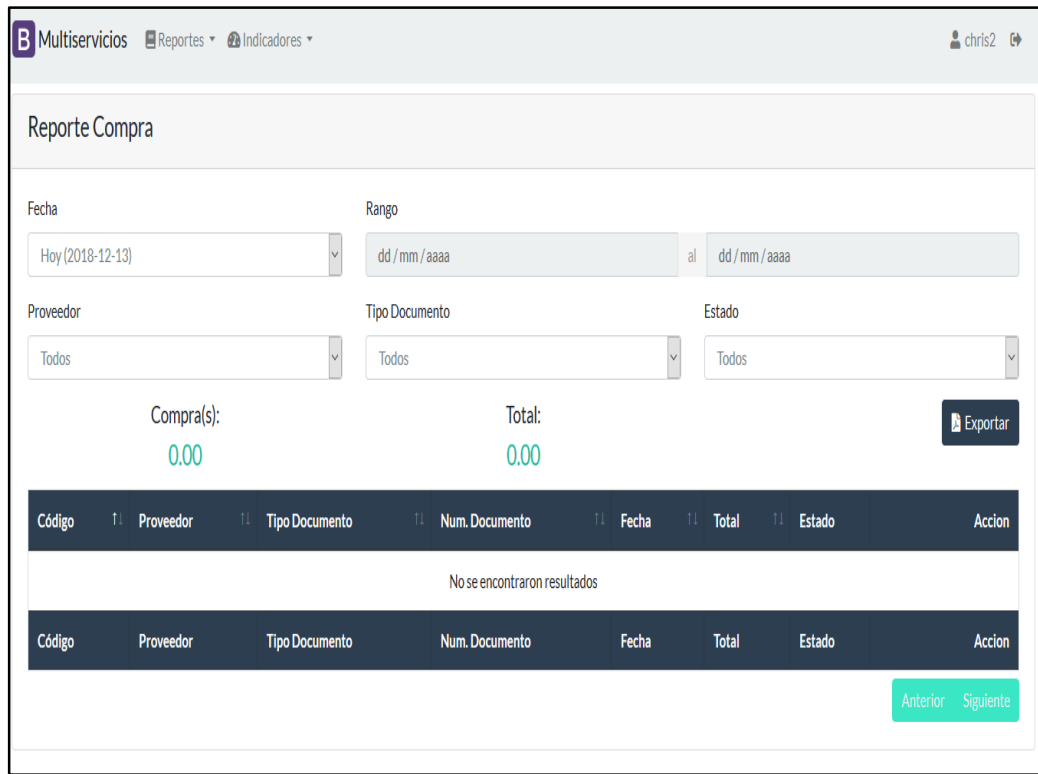 B Multiservicios Reportes Indicadores chris2
Reporte Compra
Fecha Rango
Hoy (2018-12-13) dd / mm / aaaa al dd / mm / aaaa
Proveedor Tipo Documento Estado
Todos Todos Todos
Compra(s): Total: Exportar
0.00 0.00
Código Proveedor Tipo Documento Num. Documento Fecha Total Estado Accion
No se encontraron resultados
Código Proveedor Tipo Documento Num. Documento Fecha Total Estado Accion
Anterior Siguiente